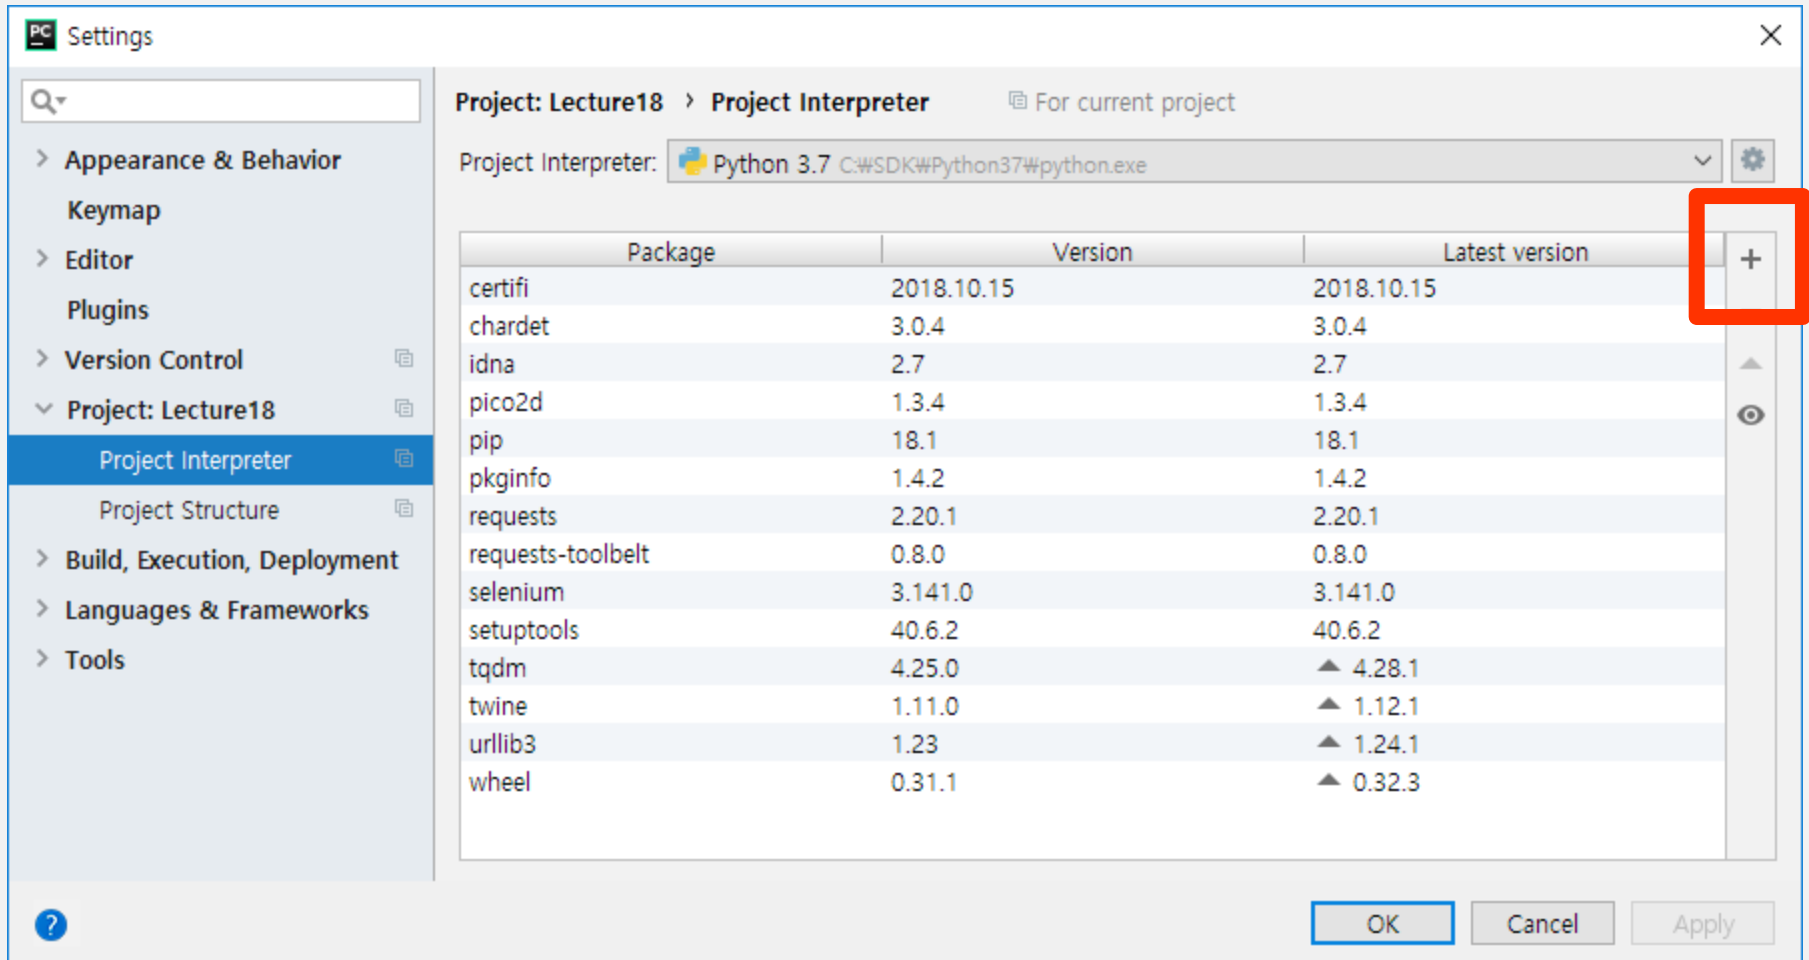 PC Settings
Project: Lecture18 › Project Interpreter For current project
Appearance & Behavior
Keymap
Editor
Plugins
Version Control
Project: Lecture18
Project Interpreter
Project Structure
Build, Execution, Deployment
Languages & Frameworks
Tools
Project Interpreter: Python 3.7 C:₩SDK₩Python37₩python.exe
Package Version Latest version
certifi 2018.10.15 2018.10.15
chardet 3.0.4 3.0.4
idna 2.7 2.7
pico2d 1.3.4 1.3.4
pip 18.1 18.1
pkginfo 1.4.2 1.4.2
requests 2.20.1 2.20.1
requests-toolbelt 0.8.0 0.8.0
selenium 3.141.0 3.141.0
setuptools 40.6.2 40.6.2
tqdm 4.25.0 4.28.1
twine 1.11.0 1.12.1
urllib3 1.23 1.24.1
wheel 0.31.1 0.32.3
? OK Cancel Apply